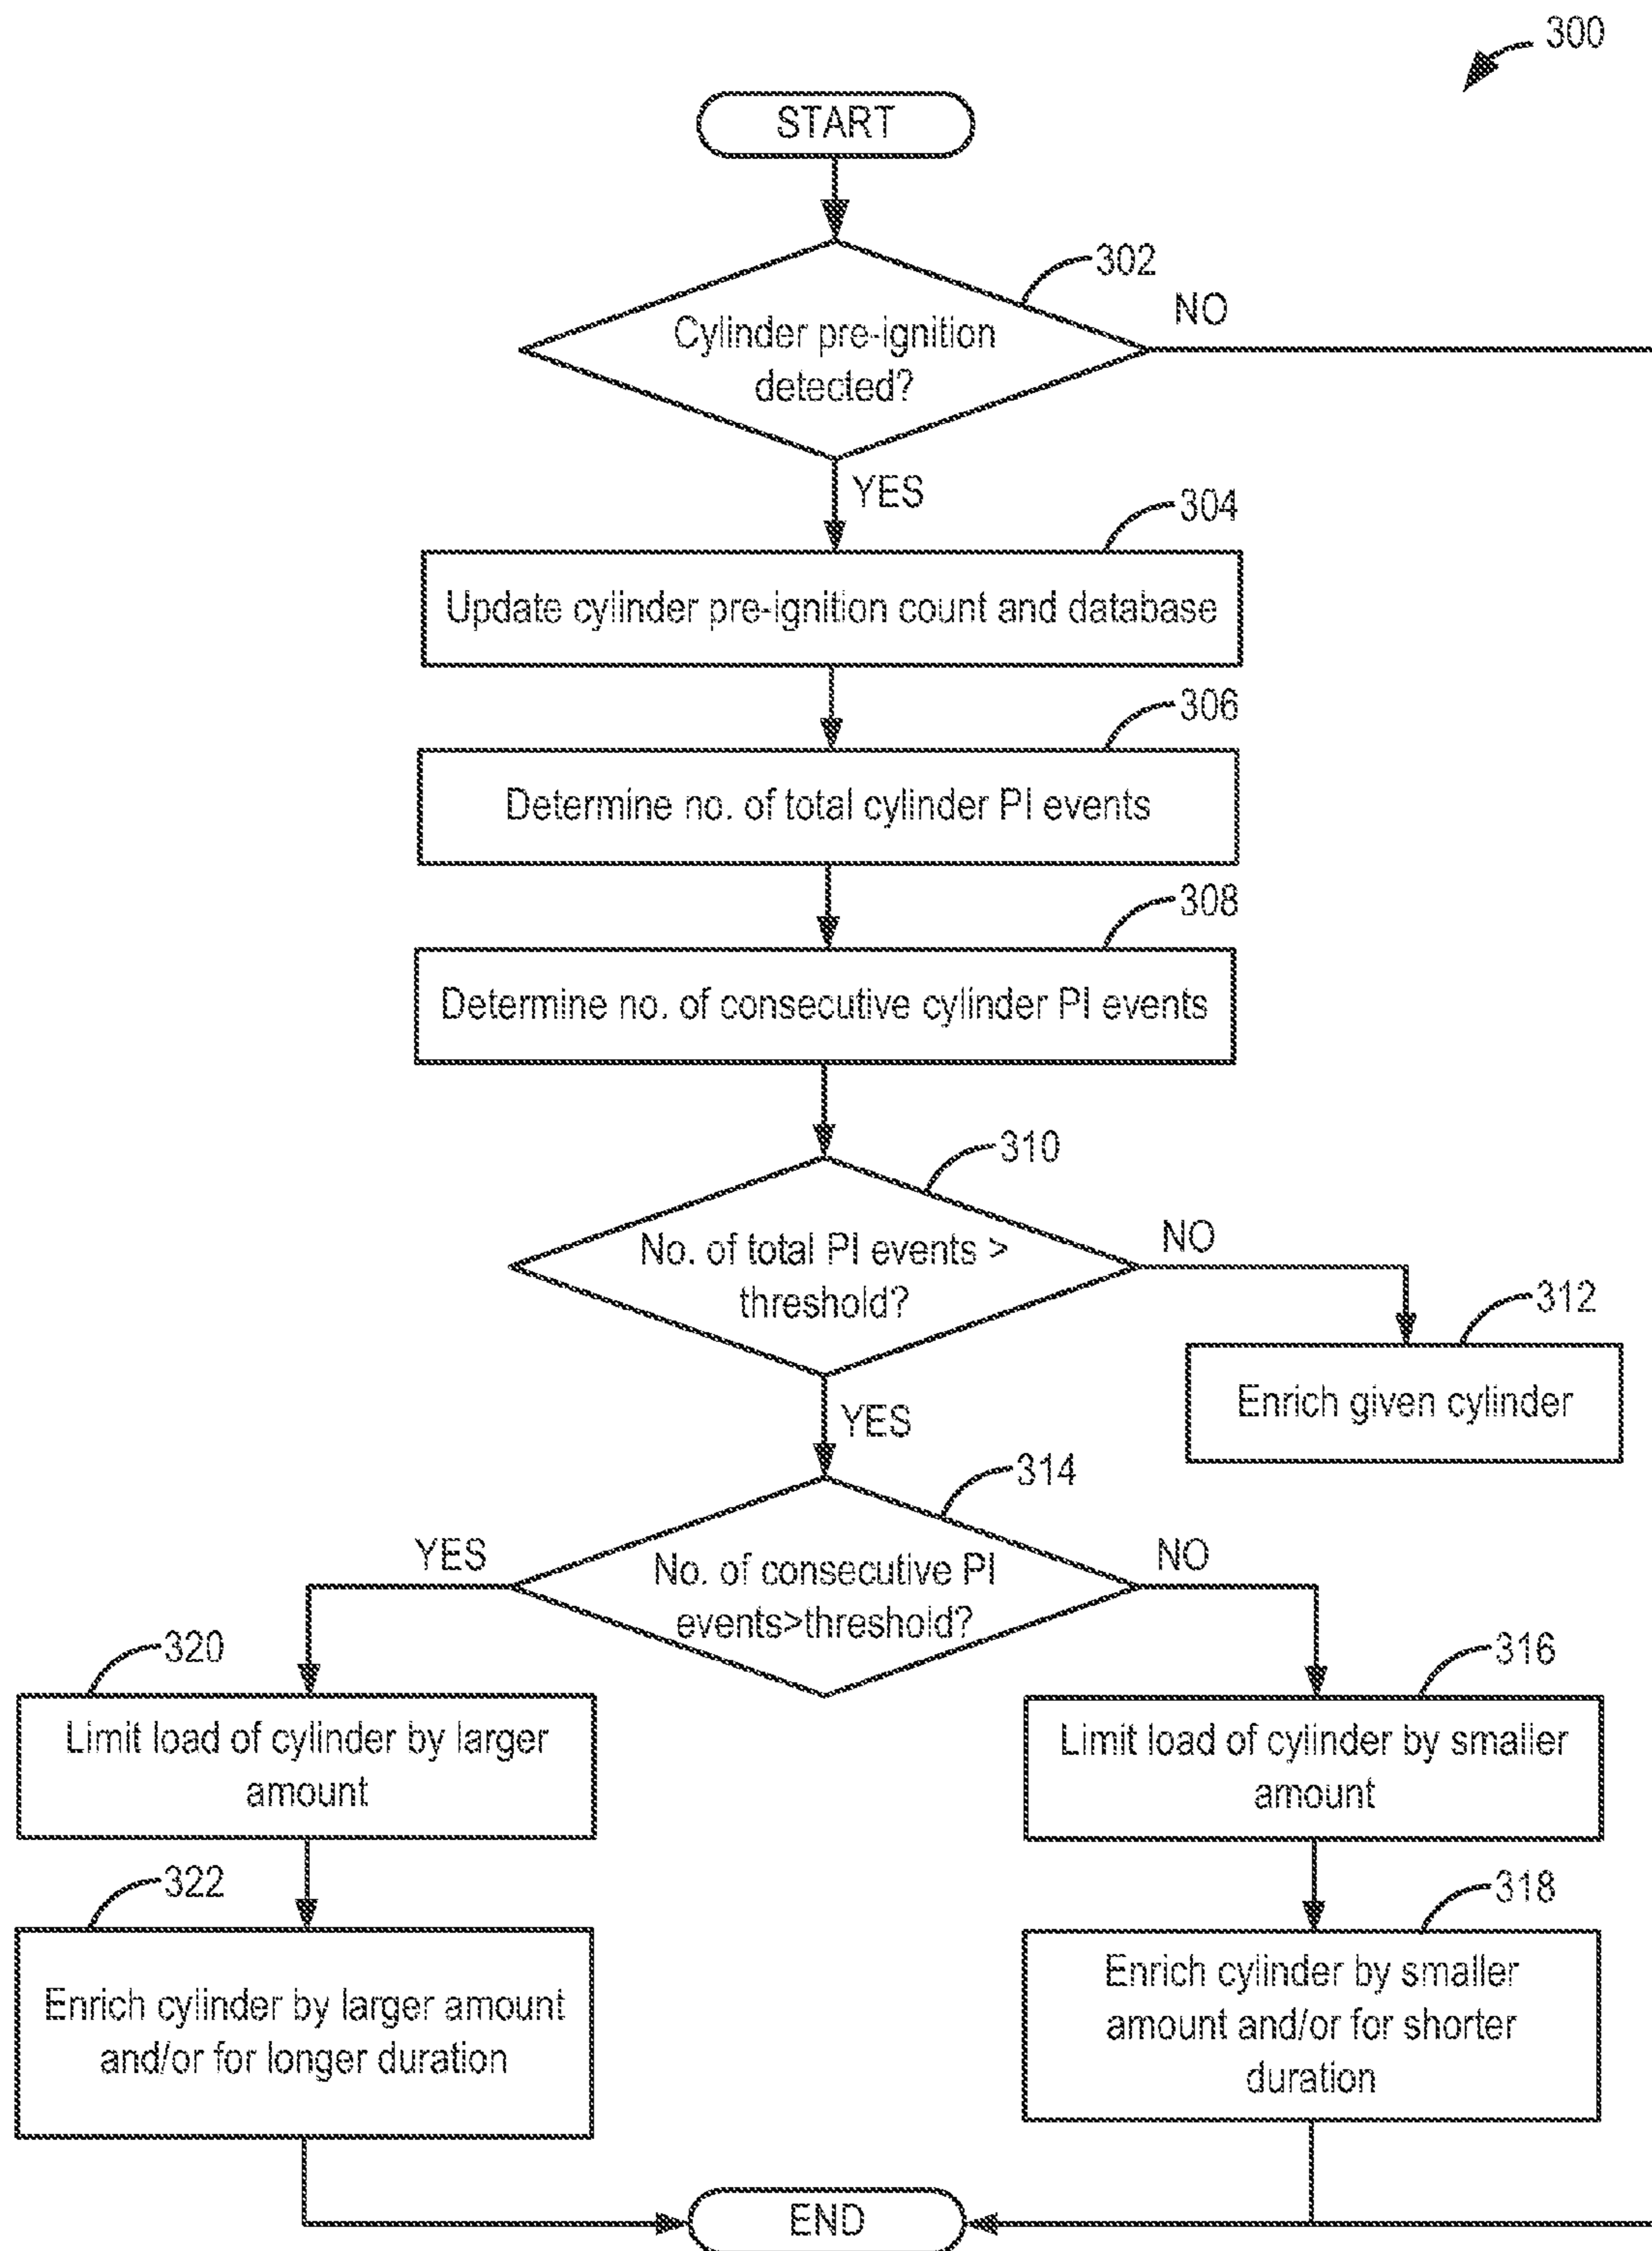 300
START
302
NO
Cylinder pre-ignition
detected?
YES
304
Update cylinder pre-ignition count and database
306
Determine no. of total cylinder PI events
308
Determine no. of consecutive cylinder PI events
310
No. of total PI events >
threshold?
NO
312
Enrich given cylinder
YES
314
YES
No. of consecutive PI
events>threshold?
NO
320
316
Limit load of cylinder by larger
amount
Limit load of cylinder by smaller
amount
322
318
Enrich cylinder by larger amount
and/or for longer duration
Enrich cylinder by smaller
amount and/or for shorter
duration
END